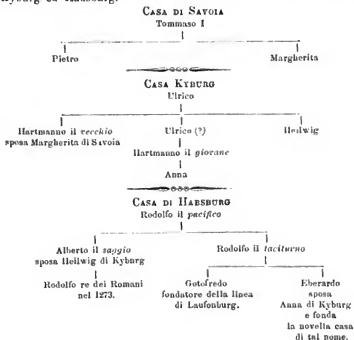 Kyburg ed Habsburg.
CASA DI SAVOIA
Tommaso I
Pietro Margherita
CASA KYBURG
Ulrico
Hartmanno il vecchio Ulrico (?) Heilwig
sposa Margherita di Savoia
Hartmanno il giovane
Anna
CASA DI HABSBURG
Rodolfo il pacifico
Alberto il saggio Rodolfo il taciturno
sposa Heilwig di Kyburg
Rodolfo re dei Romani Gotofredo Eberardo
nel 1273. fondatore della linea sposa
di Laufonburg. Anna di Kyburg
e fonda
la novella casa
di tal nome.